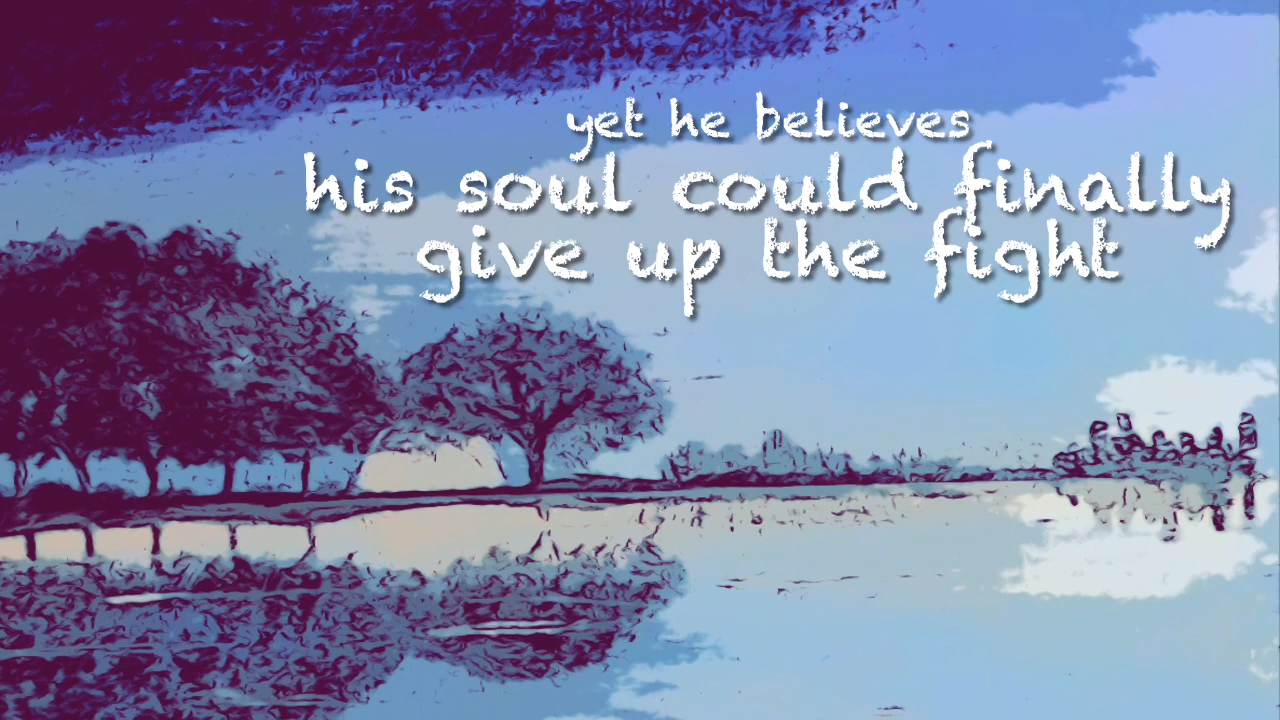 yet he believes
his soul could finally
give up the fight